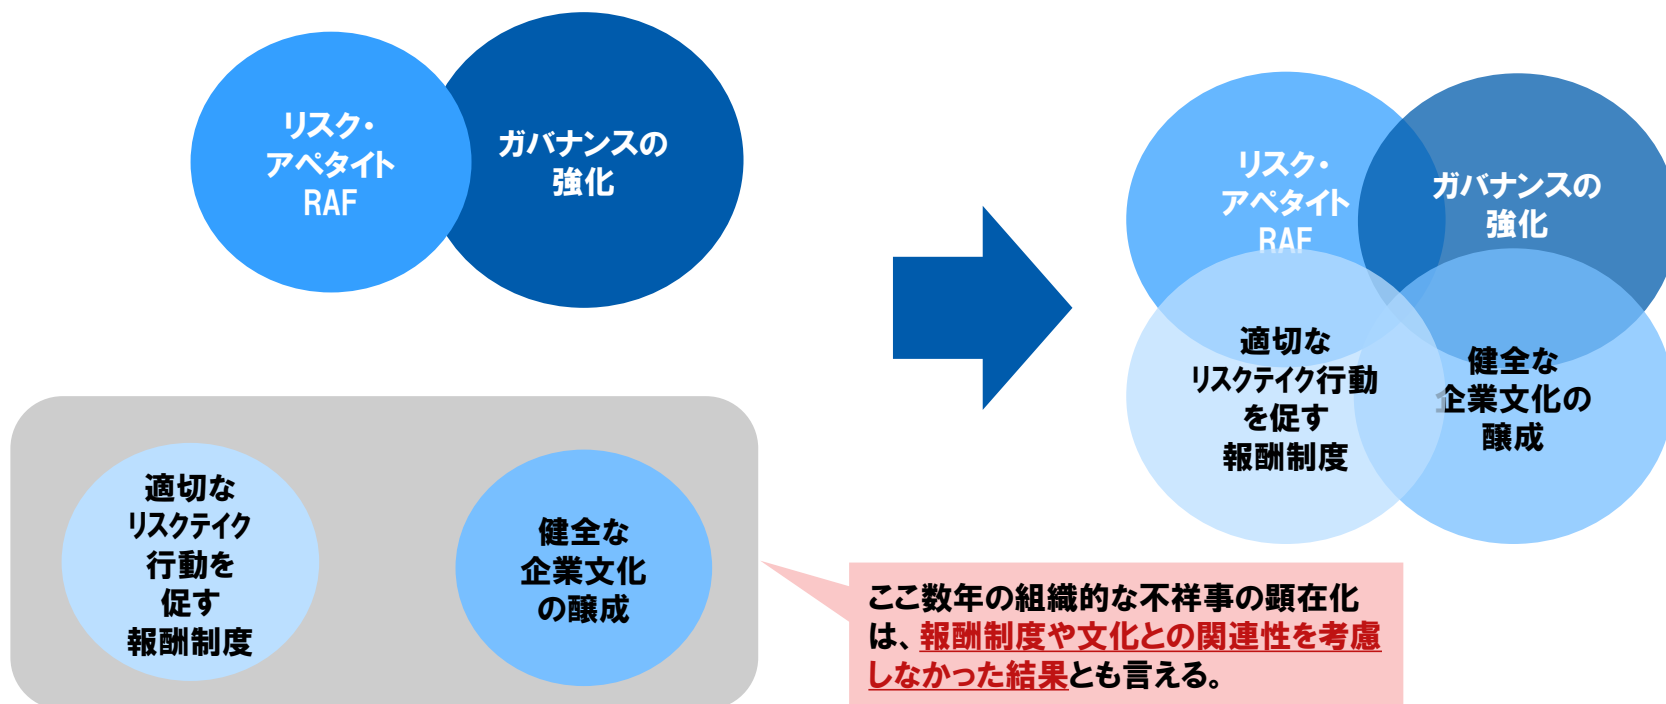 リスク・
アペタイト
RAF
ガバナンスの
強化
適切な
リスクテイク
行動を
促す
報酬制度
健全な
企業文化
の醸成
リスク・
アペタイト
RAF
ガバナンスの
強化
適切な
リスクテイク行動
を促す
報酬制度
健全な
企業文化の
醸成
ここ数年の組織的な不祥事の顕在化
は、報酬制度や文化との関連性を考慮
しなかった結果とも言える。